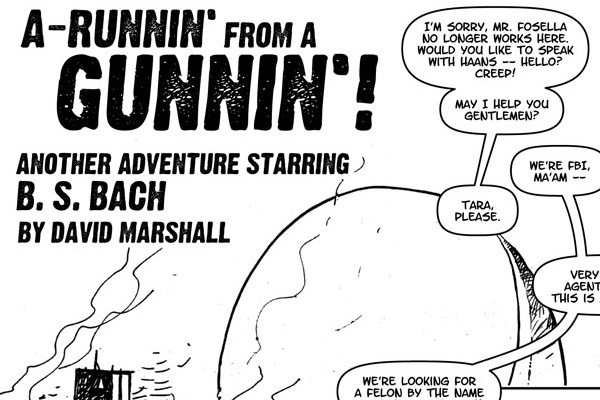 A-RUNNIN' FROM A
GUNNIN'!
ANOTHER ADVENTURE STARRING
B. S. BACH
BY DAVID MARSHALL
I'M SORRY, MR. FOSELLA
NO LONGER WORKS HERE.
WOULD YOU LIKE TO SPEAK
WITH HAANS -- HELLO?
CREEP!
MAY I HELP YOU
GENTLEMEN?
TARA,
PLEASE.
WE'RE FBI,
MA'AM --
VERY
AGENT
THIS IS
WE'RE LOOKING FOR
A FELON BY THE NAME